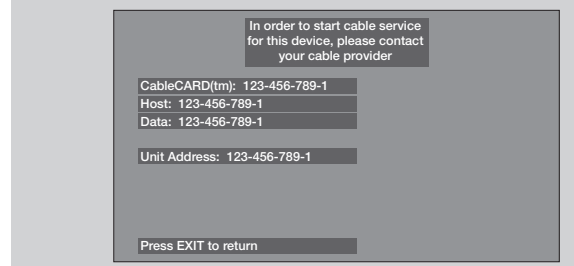 In order to start cable service
for this device, please contact
your cable provider
CableCARD(tm): 123-456-789-1
Host: 123-456-789-1
Data: 123-456-789-1
Unit Address: 123-456-789-1
Press EXIT to return